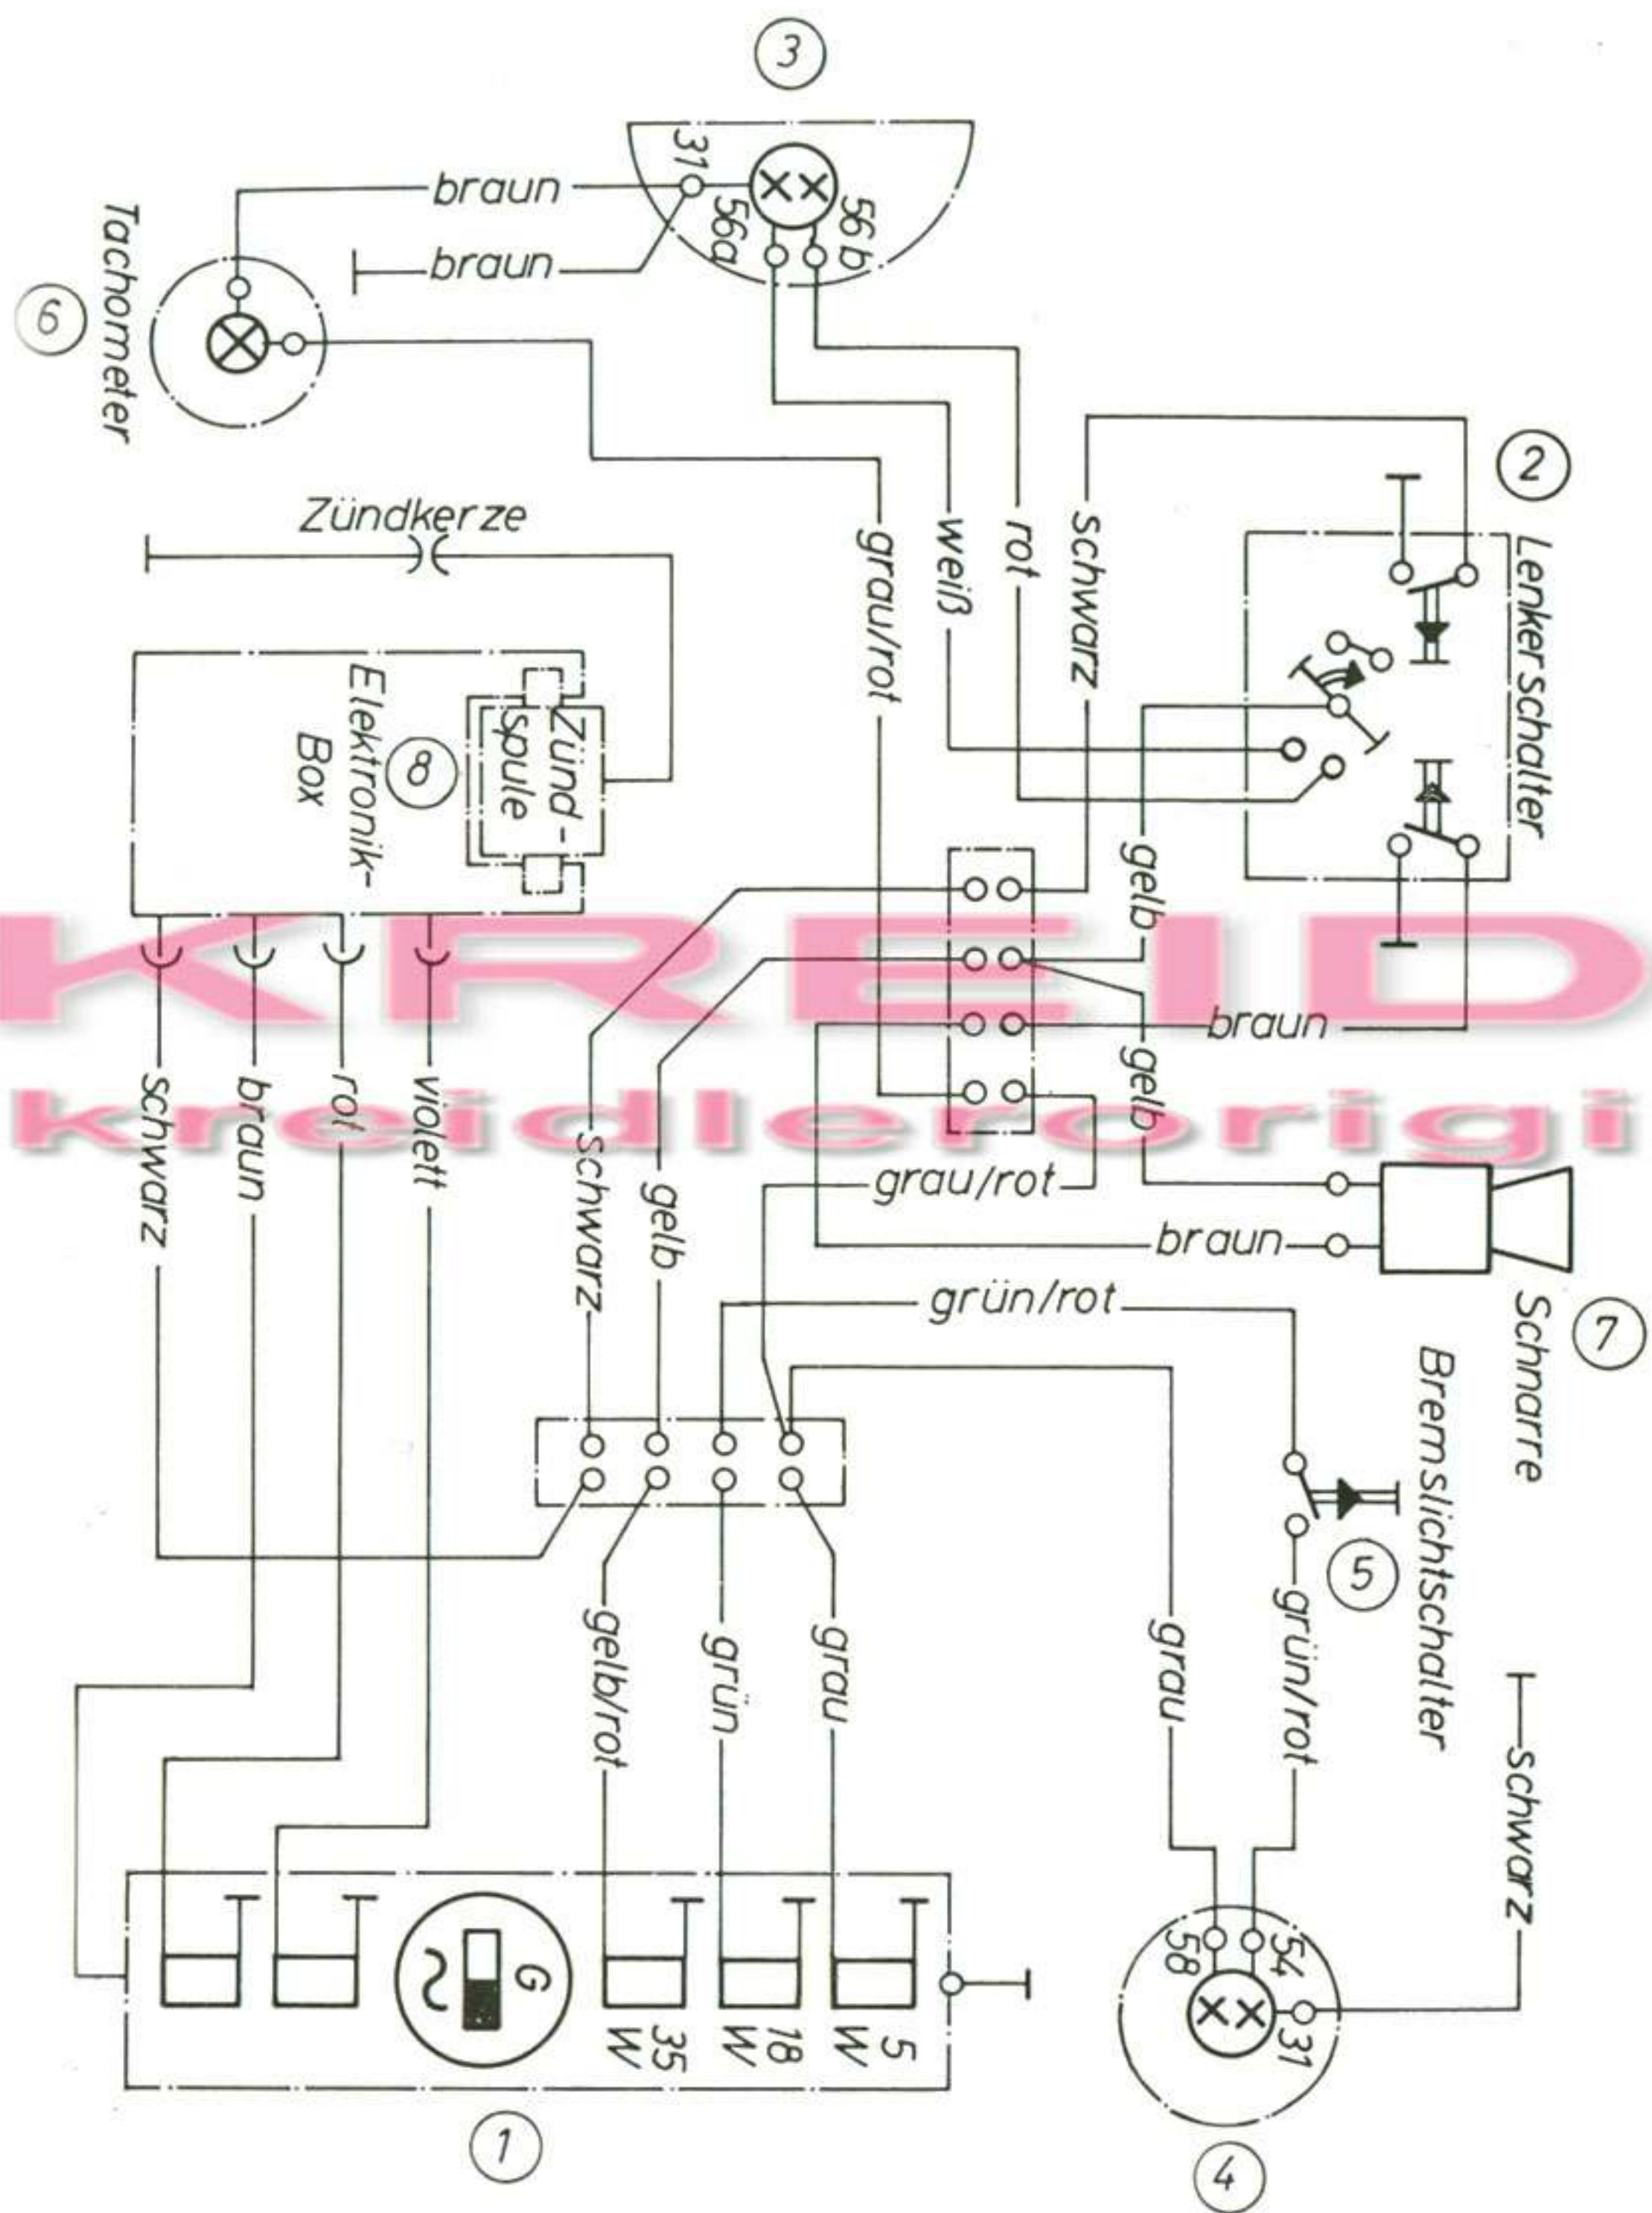 3
31
56a
56b
braun
braun
Tachometer
6
2
Lenkerschalter
Zündkerze
grau/rot
weiß
rot
schwarz
Elektronik-
Box
8
Zünd-
spule
gelb
KREID
braun
gelb
kreidlerorigi
schwarz
braun
rot
violett
schwarz
gelb
grau/rot
braun
grün/rot
7
Schnarre
Bremslichtschalter
5
gelb/rot
grün
grau
grau
grün/rot
schwarz
G
~
35
W
18
W
5
W
58
54
31
1
4